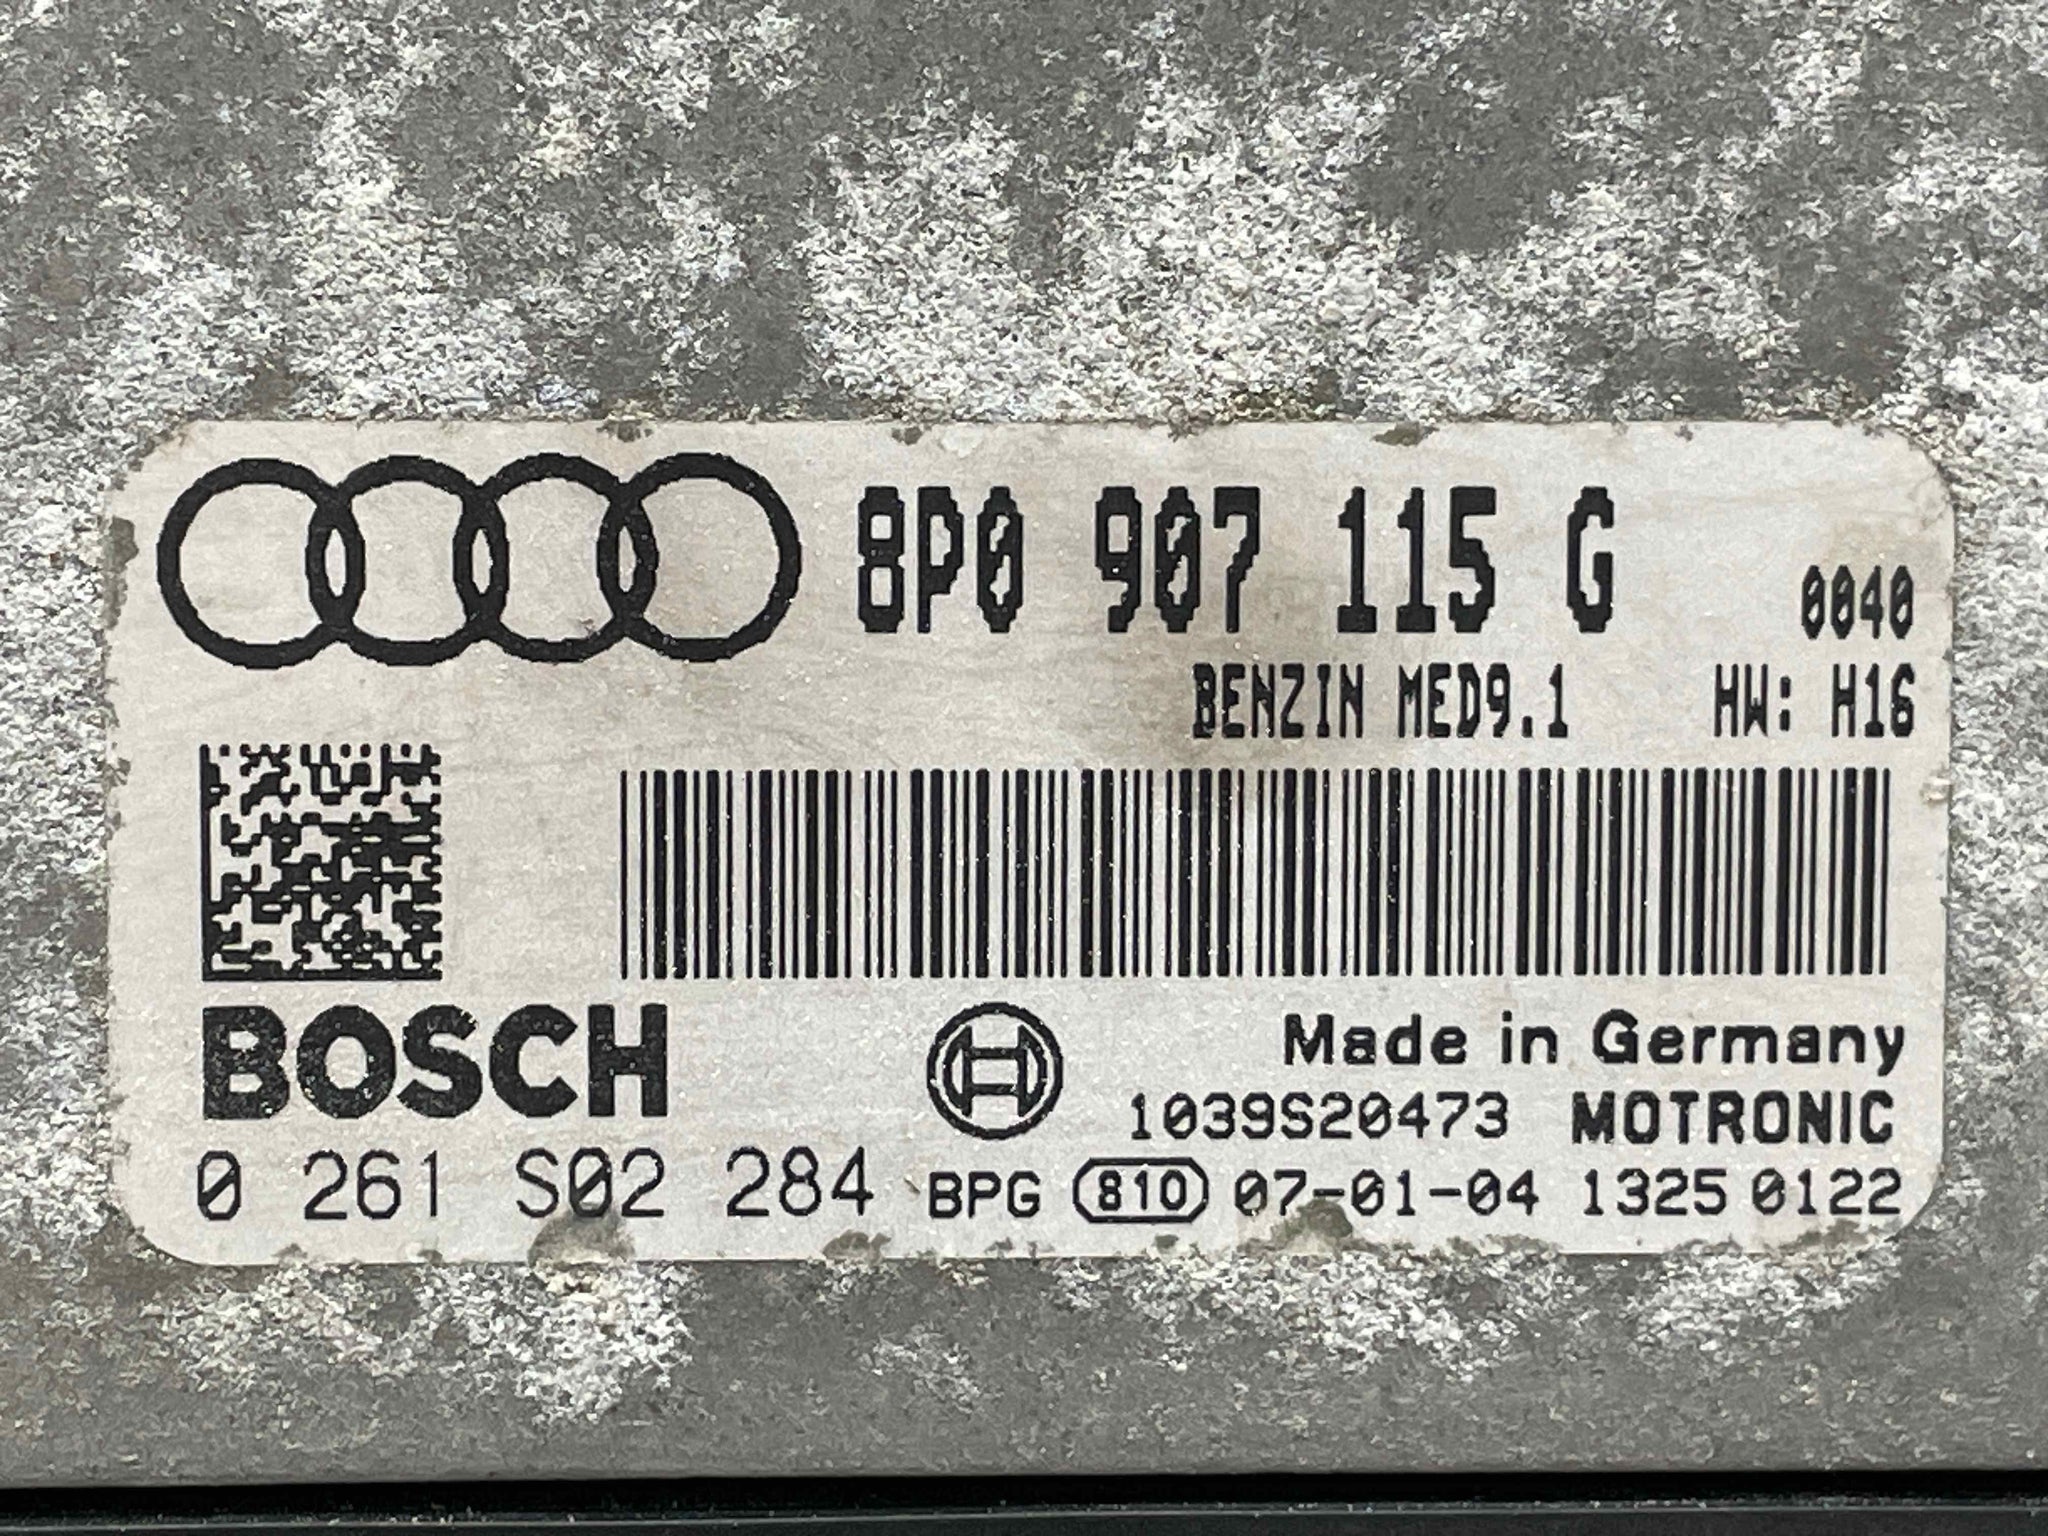 8P0 907 115 G 0040
BENZIN MED9.1 HW: H16
BOSCH
Made in Germany
1039S20473 MOTRONIC
0 261 S02 284 BPG 810 07-01-04 1325 0122